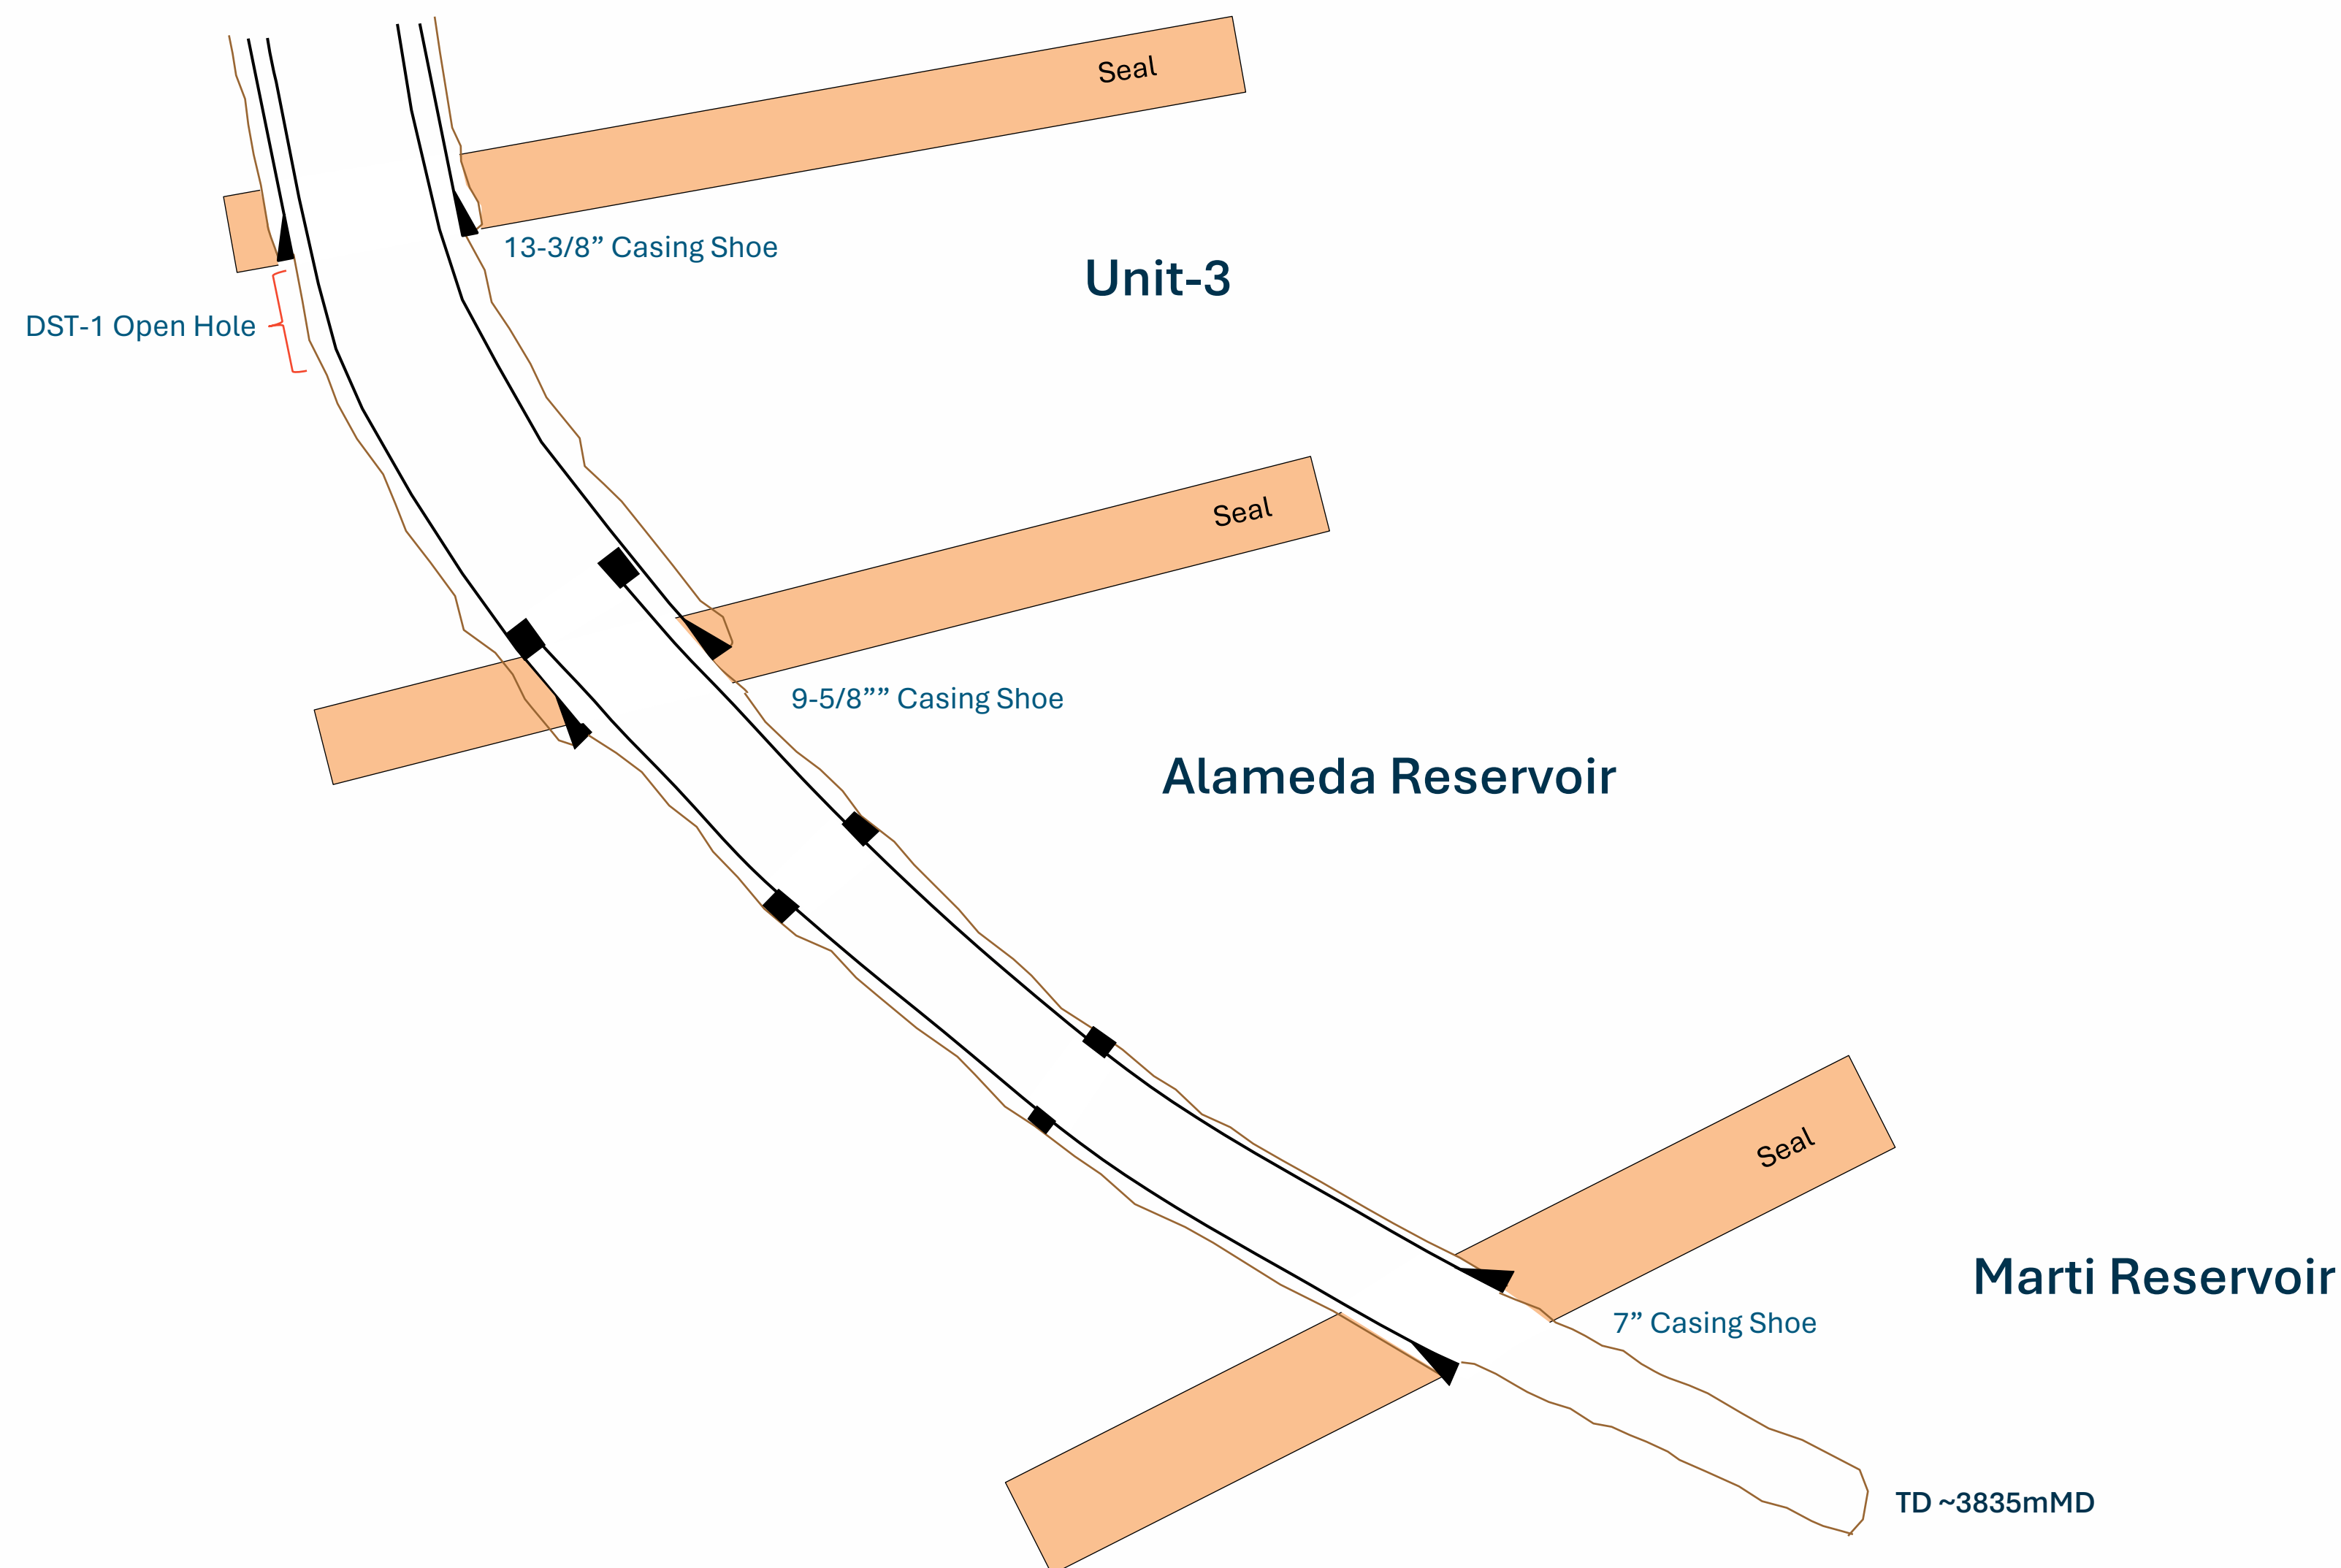 Seal
13-3/8” Casing Shoe
Unit-3
DST-1 Open Hole
Seal
9-5/8”” Casing Shoe
Alameda Reservoir
Seal
Marti Reservoir
7” Casing Shoe
TD ~3835mMD